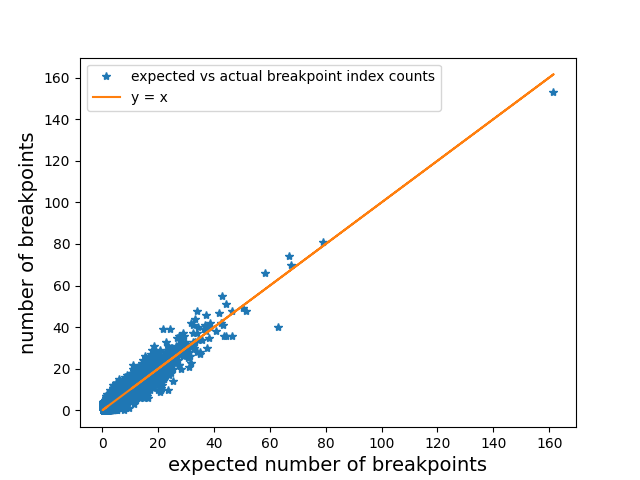 expected vs actual breakpoint index counts
y = x
160
140
120
100
80
60
40
20
0
number of breakpoints
0 20 40 60 80 100 120 140 160
expected number of breakpoints